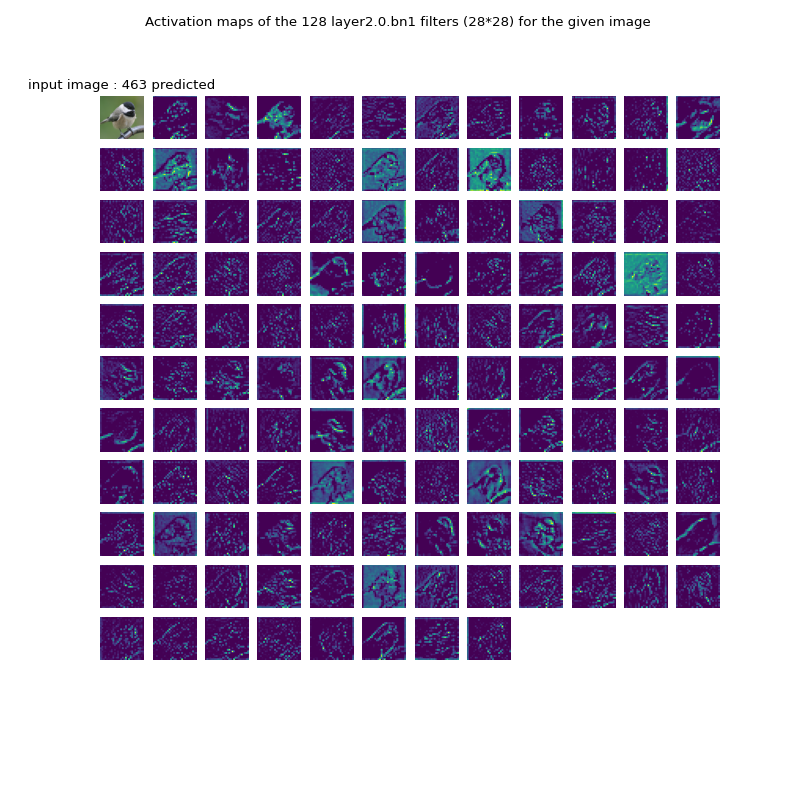 Activation maps of the 128 layer2.0.bn1 filters (28*28) for the given image
input image : 463 predicted